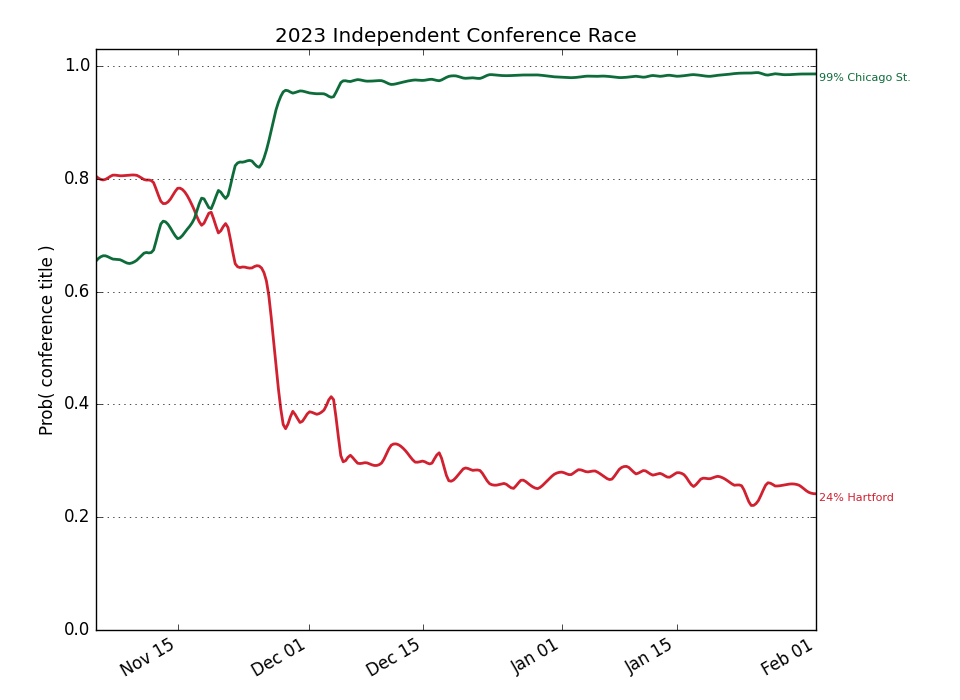 2023 Independent Conference Race
Prob( conference title )
1.0
0.8
0.6
0.4
0.2
0.0
99% Chicago St.
24% Hartford
Nov 15
Dec 01
Dec 15
Jan 01
Jan 15
Feb 01